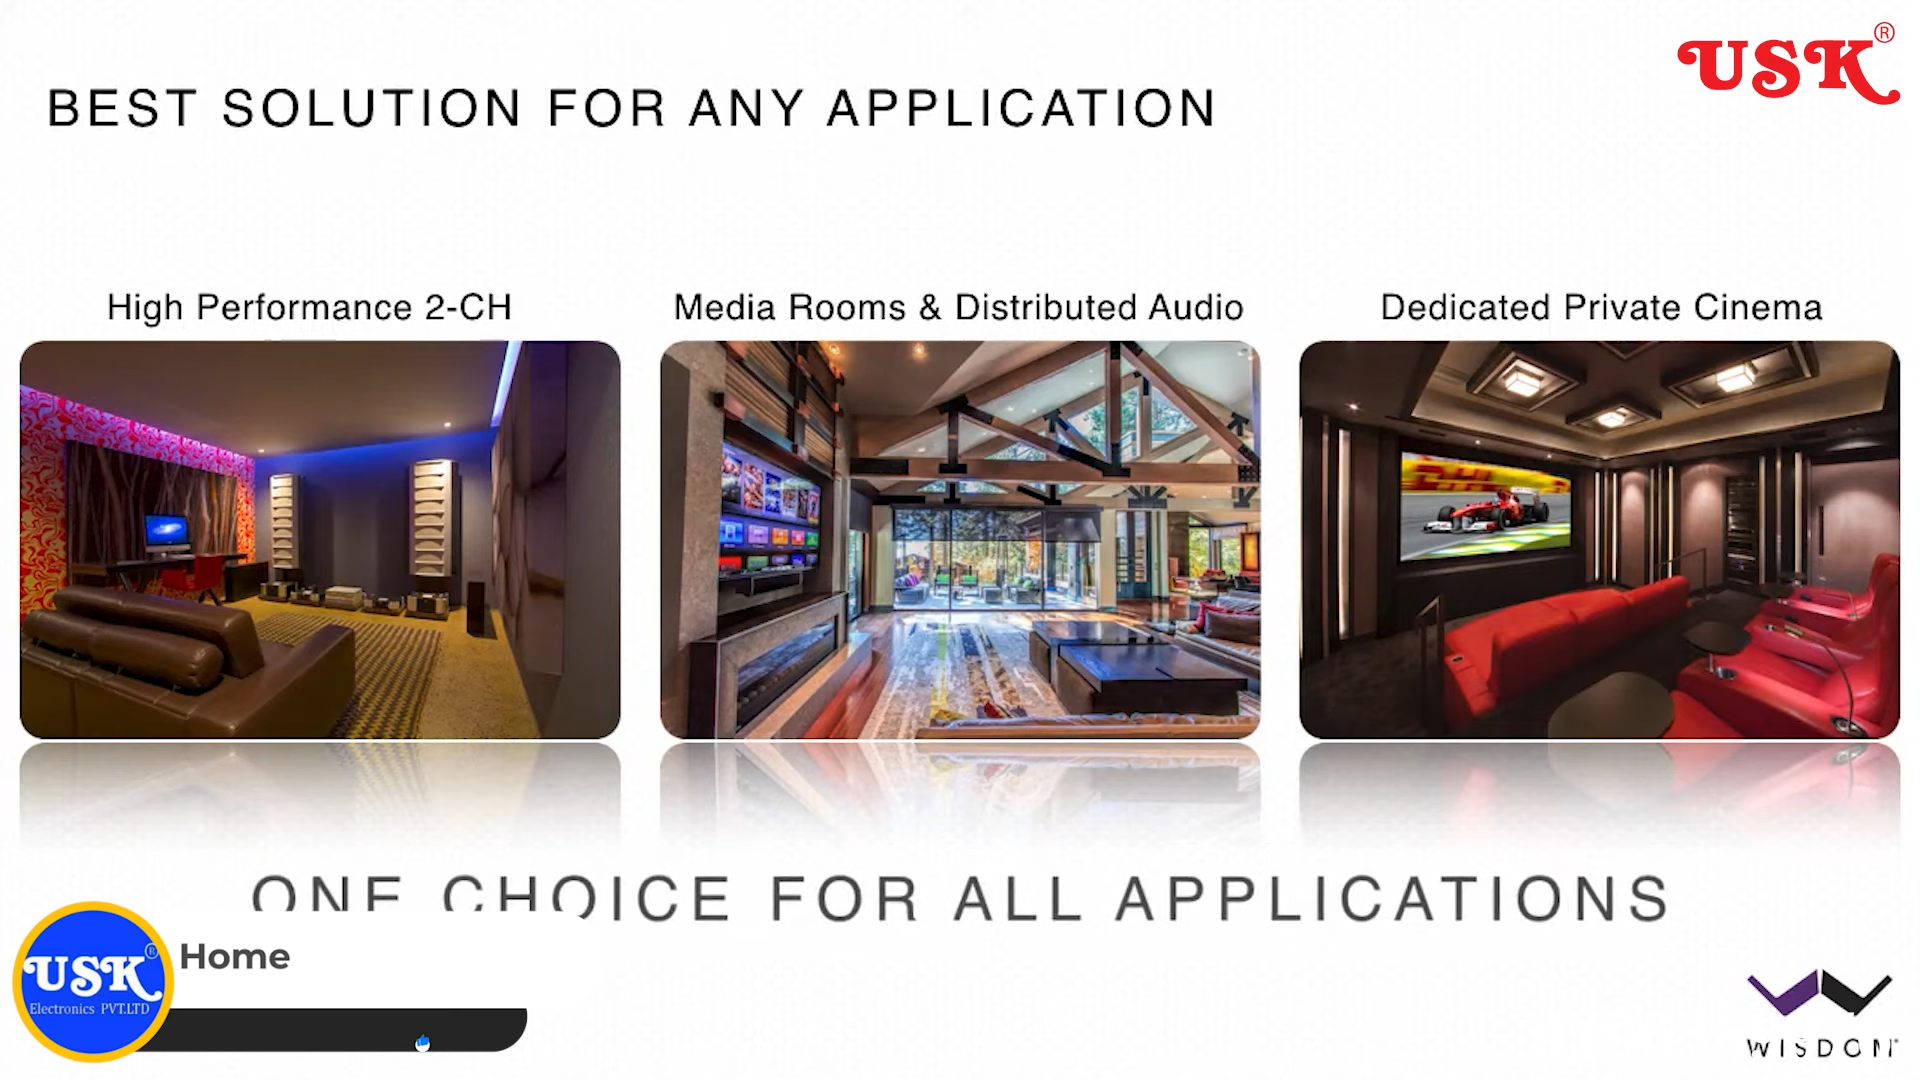 USK®
BEST SOLUTION FOR ANY APPLICATION
High Performance 2-CH
Media Rooms & Distributed Audio
Dedicated Private Cinema
DHL
ONE CHOICE FOR ALL APPLICATIONS
USK®
Electronics PVT.LTD
Home
WISDOM